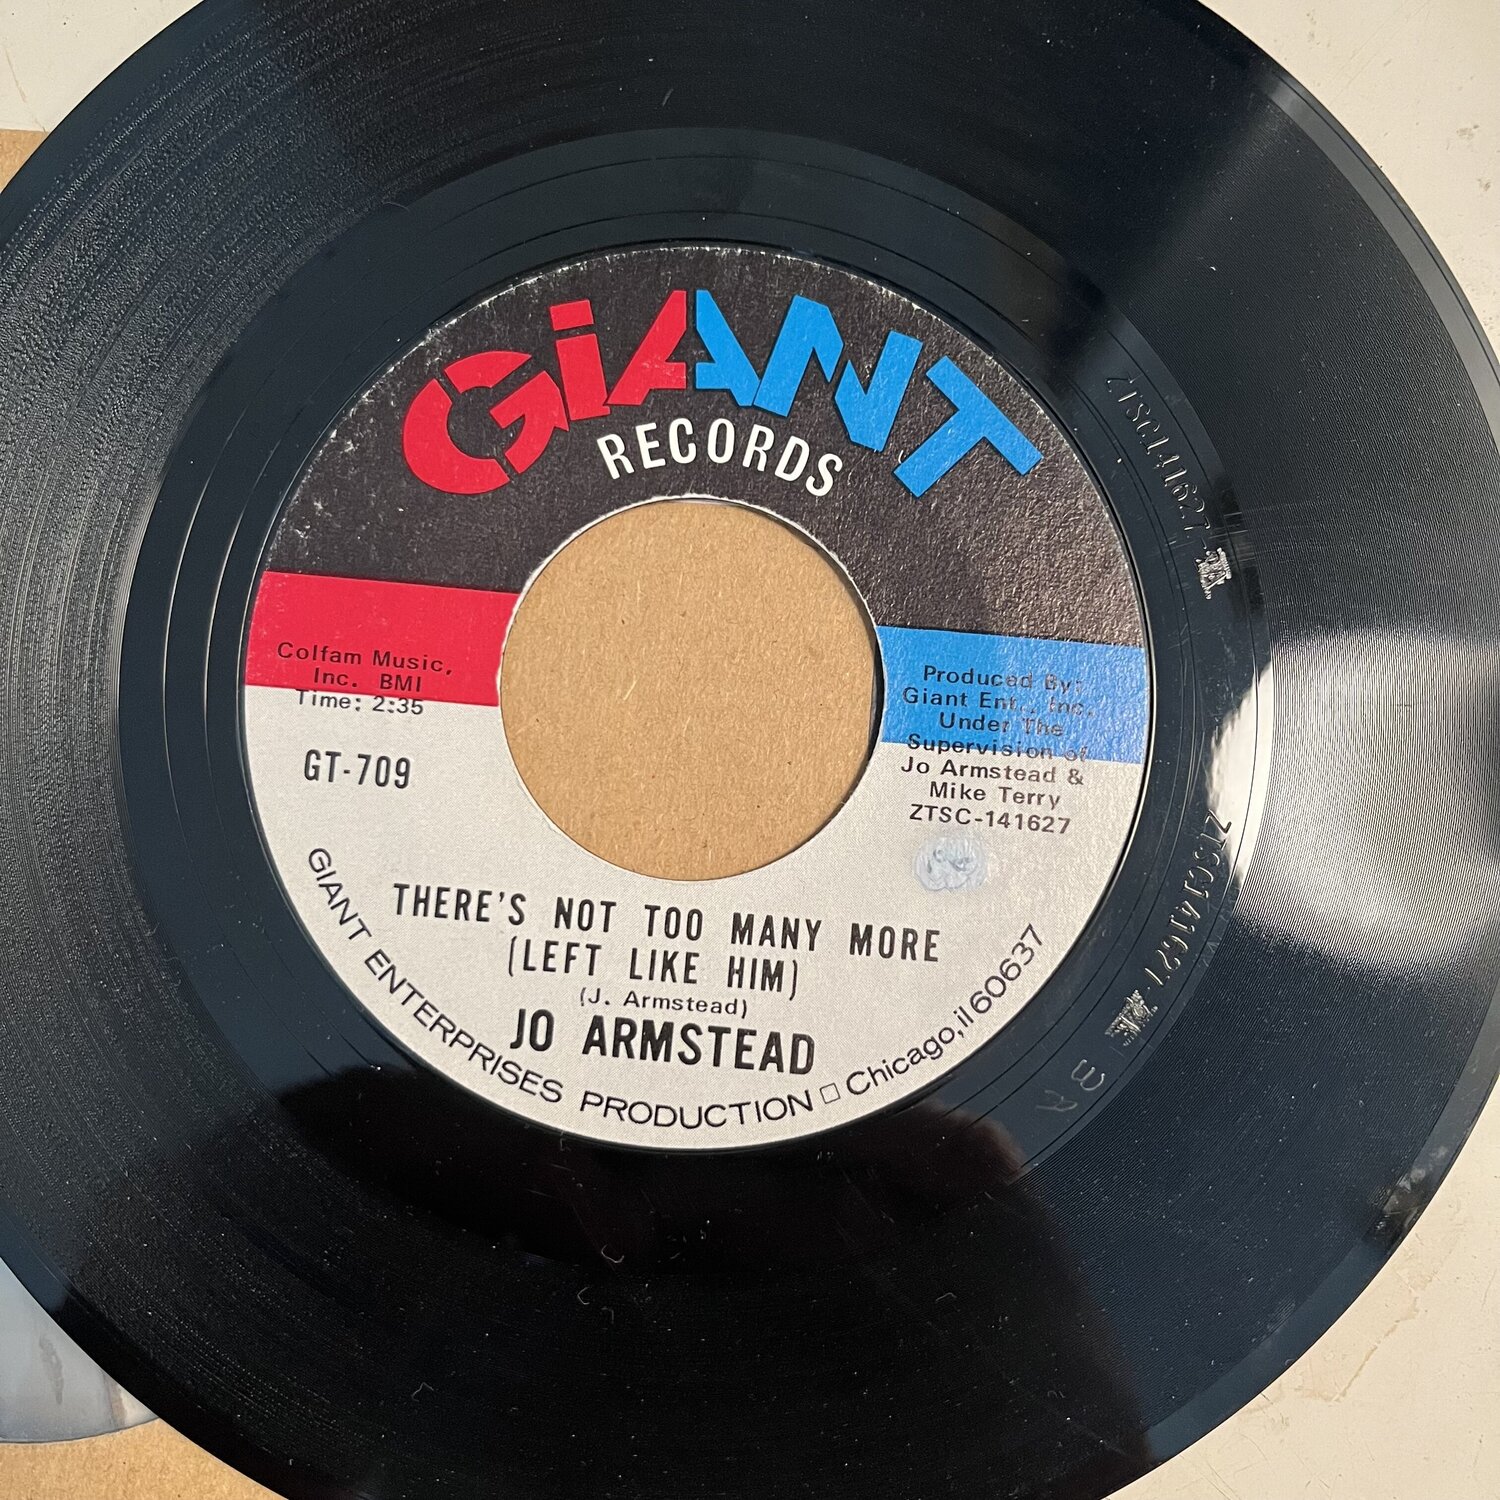 GiANT
RECORDS
Colfam Music,
Inc. BMI
Time: 2:35
GT-709
Produced By:
Giant Ent., Inc.
Under The
Supervision of
Jo Armstead &
Mike Terry
ZTSC-141627
THERE'S NOT TOO MANY MORE
(LEFT LIKE HIM)
(J. Armstead)
JO ARMSTEAD
GIANT ENTERPRISES PRODUCTION □ Chicago, il 60637
ZTSC141627
ZTSC141627